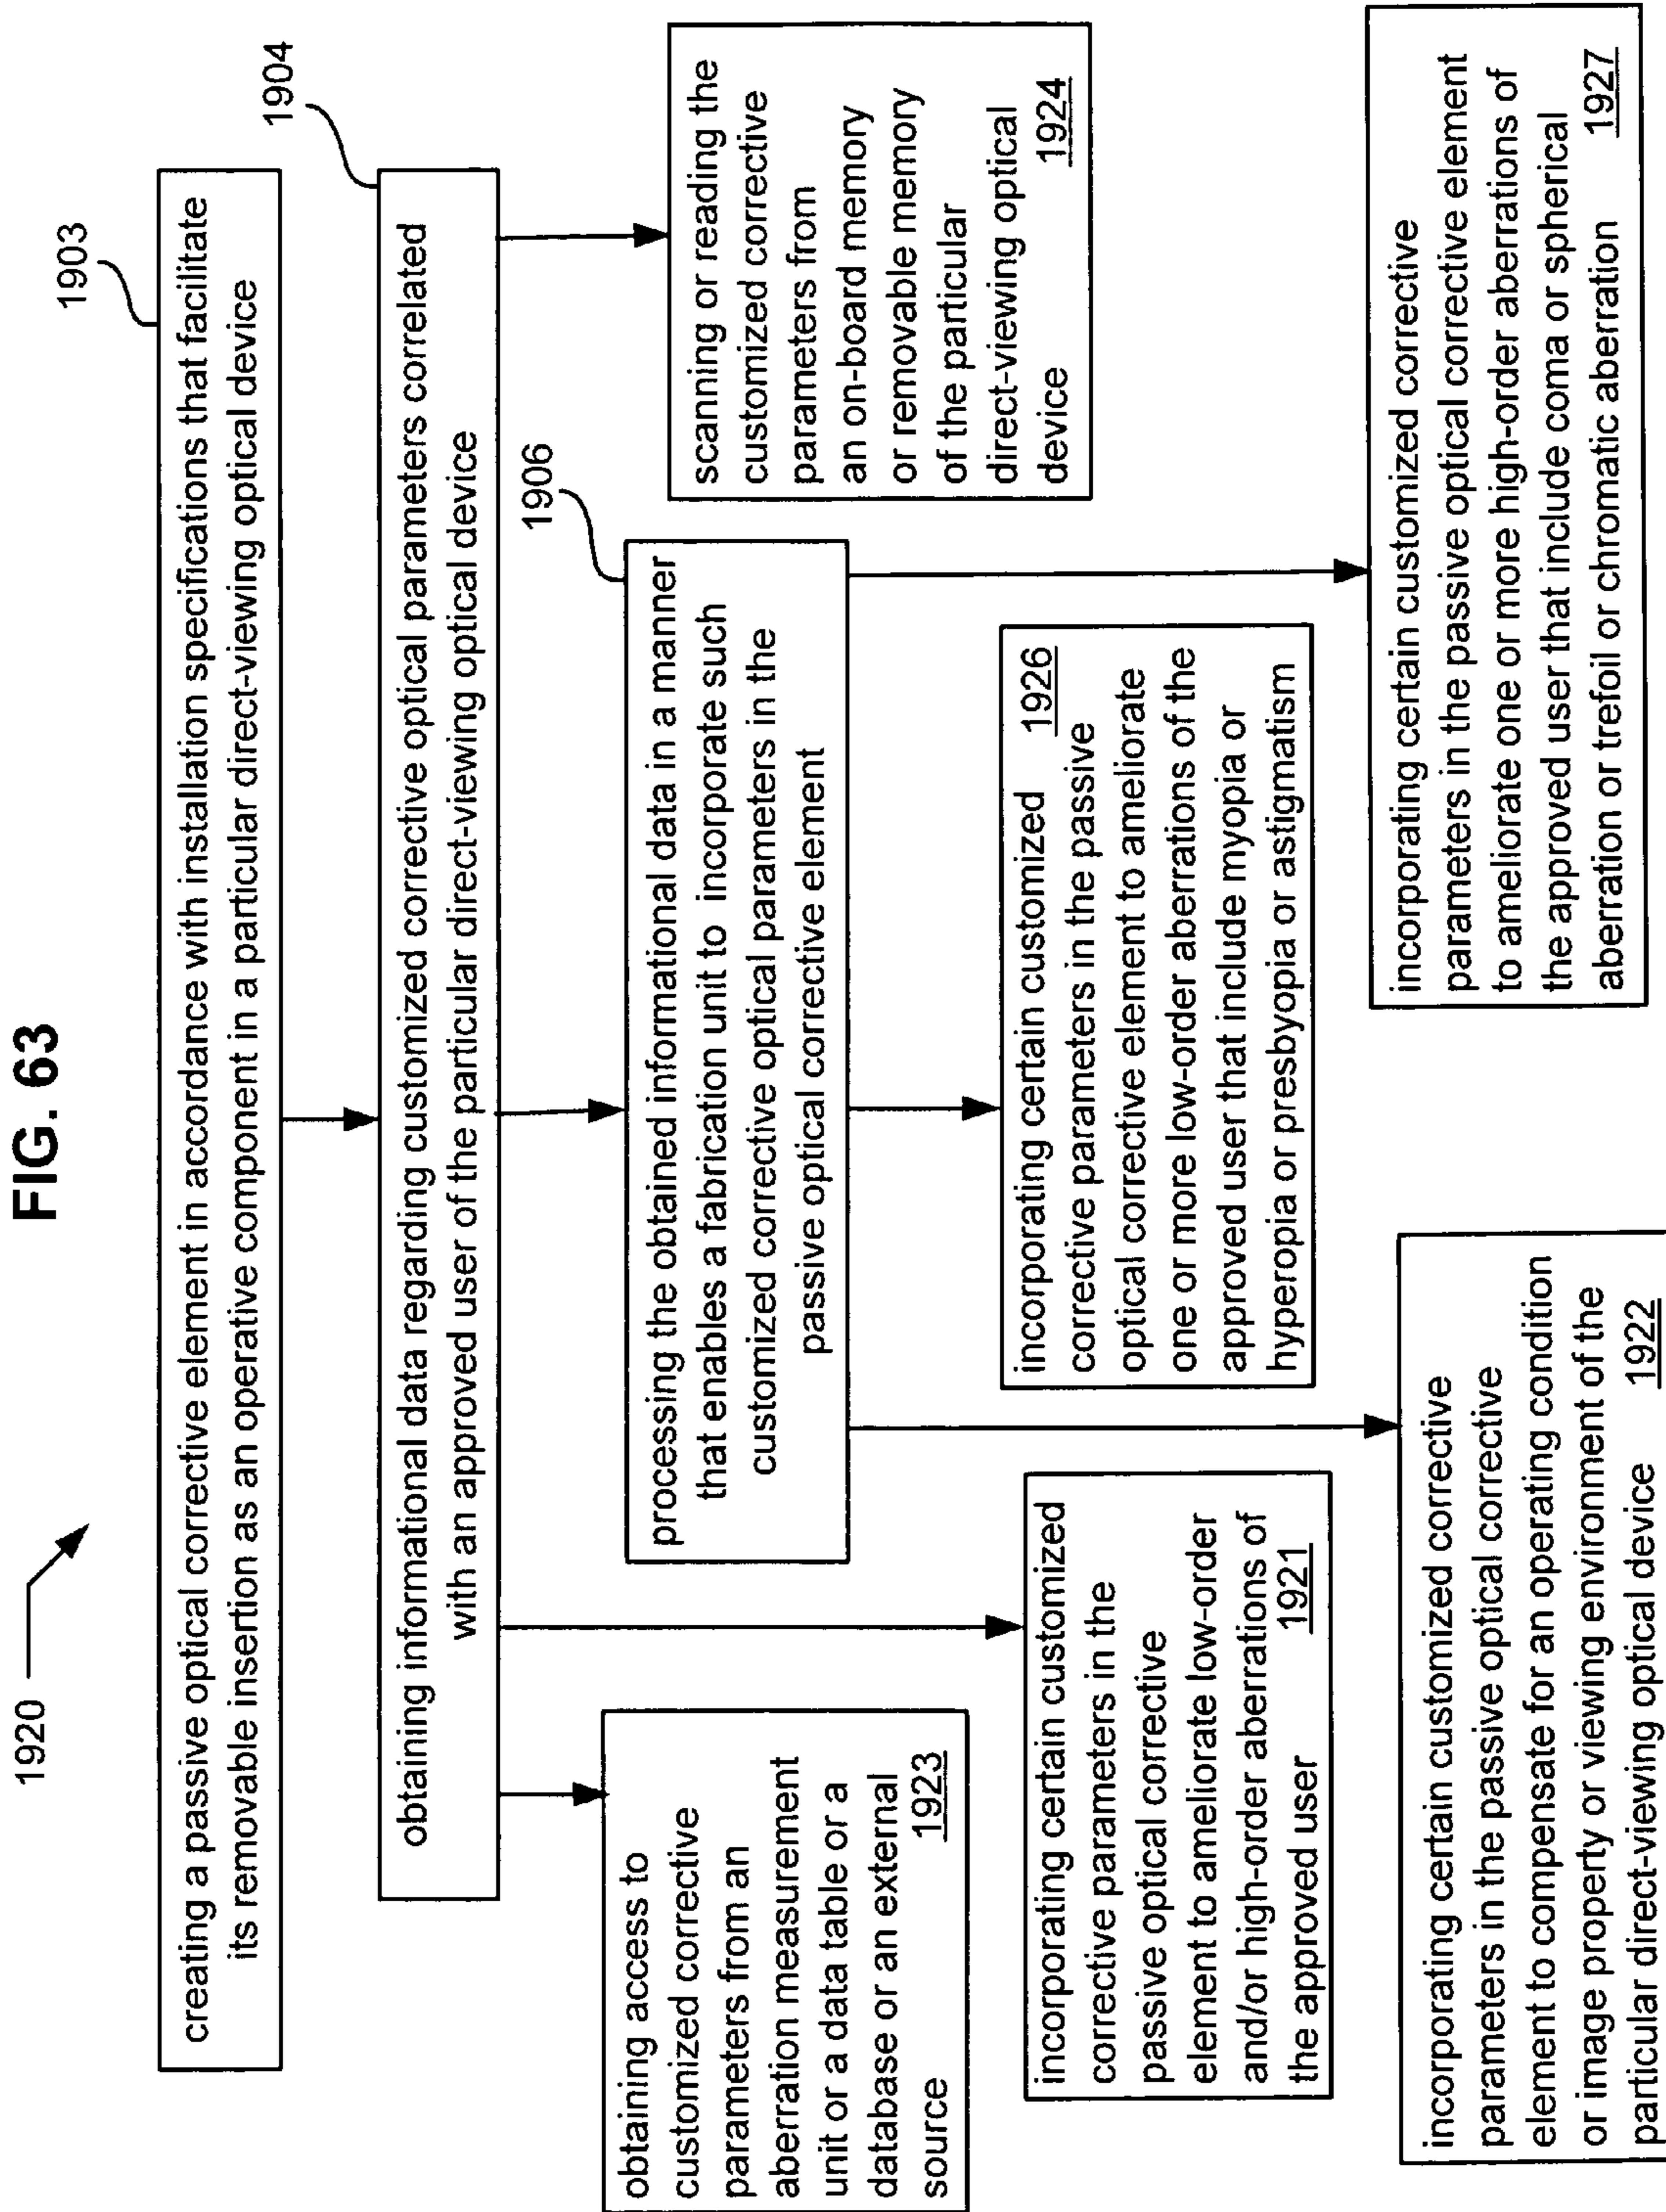 FIG. 63
1920
1903
creating a passive optical corrective element in accordance with installation specifications that facilitate
its removable insertion as an operative component in a particular direct-viewing optical device
1904
obtaining informational data regarding customized corrective optical parameters correlated
with an approved user of the particular direct-viewing optical device
obtaining access to
customized corrective
parameters from an
aberration measurement
unit or a data table or a
database or an external
source 1923
1906
processing the obtained informational data in a manner
that enables a fabrication unit to incorporate such
customized corrective optical parameters in the
passive optical corrective element
scanning or reading the
customized corrective
parameters from
an on-board memory
or removable memory
of the particular
direct-viewing optical
device 1924
incorporating certain customized
corrective parameters in the
passive optical corrective
element to ameliorate low-order
and/or high-order aberrations of
the approved user 1921
incorporating certain customized 1926
corrective parameters in the passive
optical corrective element to ameliorate
one or more low-order aberrations of the
approved user that include myopia or
hyperopia or presbyopia or astigmatism
incorporating certain customized corrective
parameters in the passive optical corrective
element to compensate for an operating condition
or image property or viewing environment of the
particular direct-viewing optical device 1922
incorporating certain customized corrective
parameters in the passive optical corrective element
to ameliorate one or more high-order aberrations of
the approved user that include coma or spherical
aberration or trefoil or chromatic aberration 1927